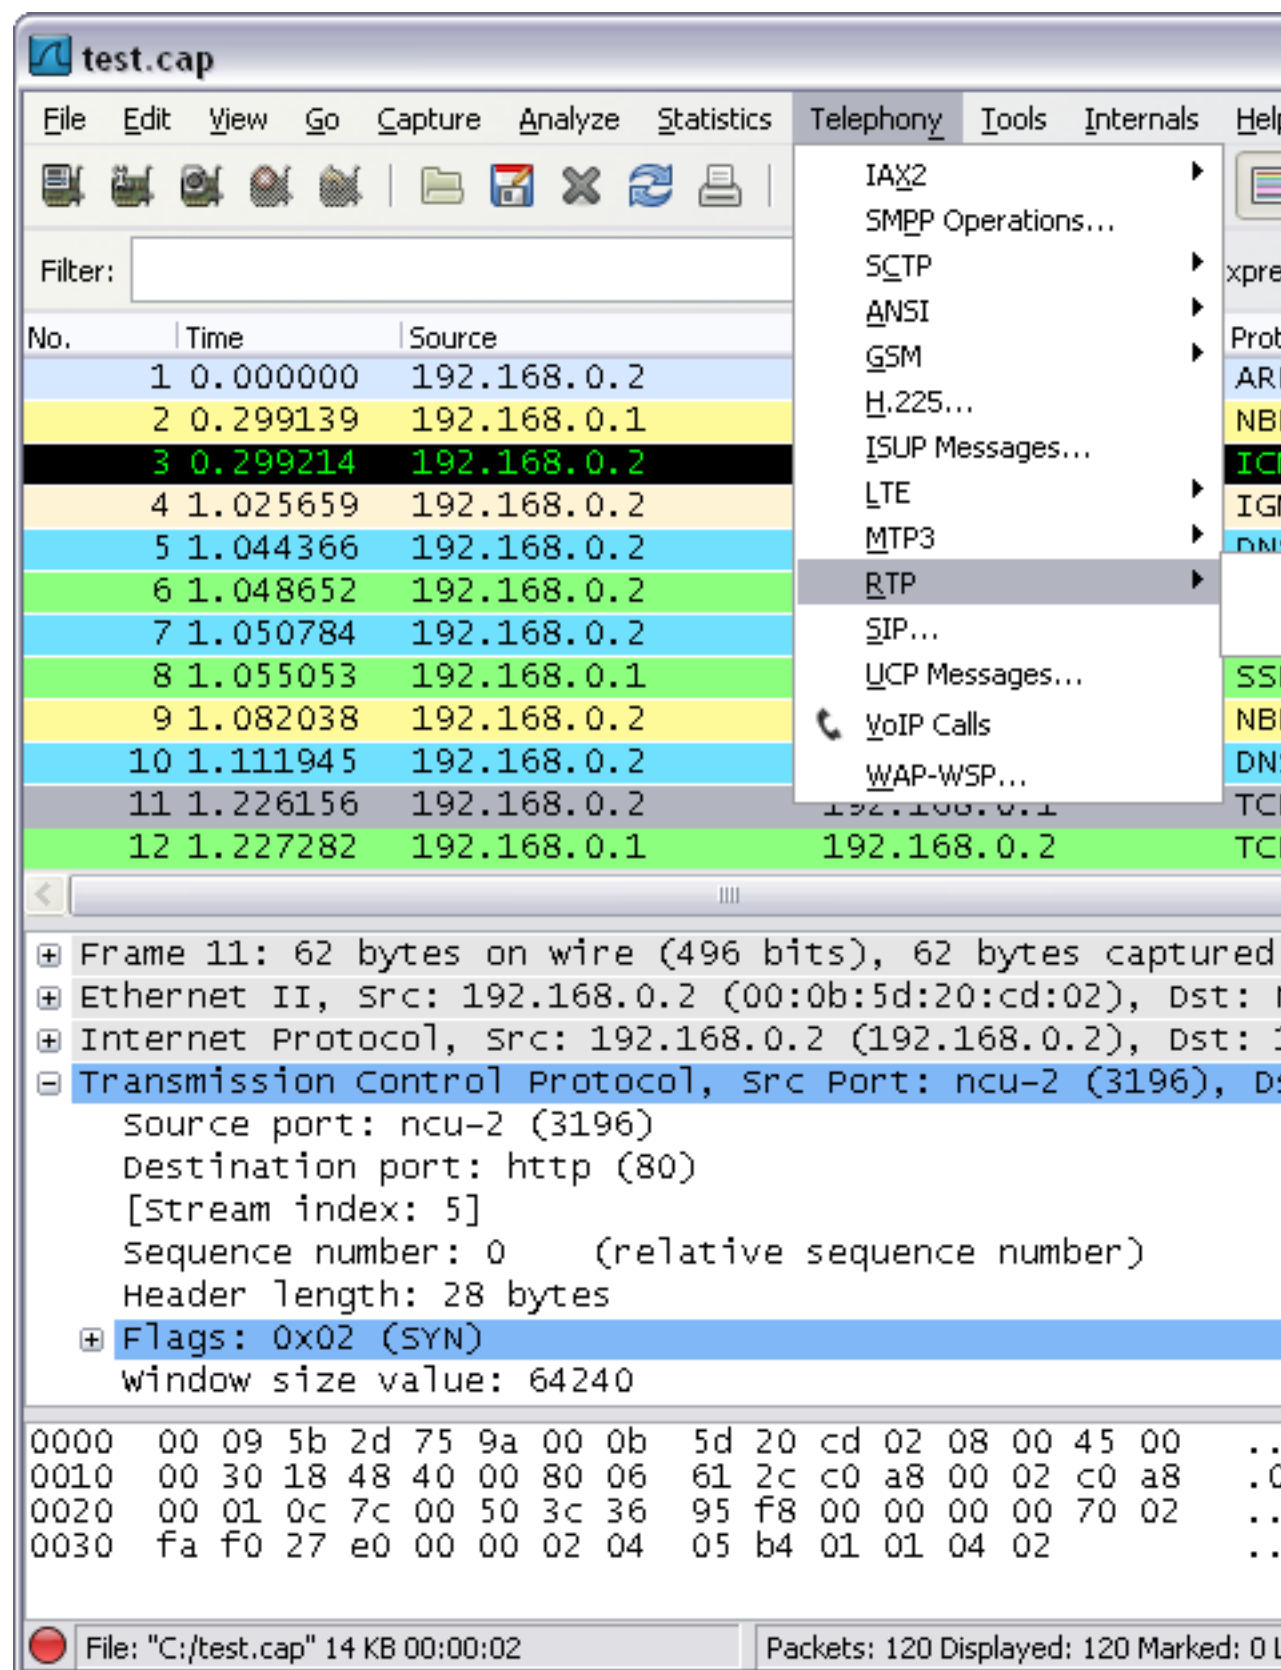 test.cap
File Edit View Go Capture Analyze Statistics Telephony Tools Internals Help
IAX2
SMPP Operations...
SCTP
ANSI
GSM
H.225...
ISUP Messages...
LTE
MTP3
RTP
SIP...
UCP Messages...
VoIP Calls
WAP-WSP...
Filter:
No. Time Source
1 0.000000 192.168.0.2
2 0.299139 192.168.0.1
3 0.299214 192.168.0.2
4 1.025659 192.168.0.2
5 1.044366 192.168.0.2
6 1.048652 192.168.0.2
7 1.050784 192.168.0.2
8 1.055053 192.168.0.1
9 1.082038 192.168.0.2
10 1.111945 192.168.0.2
11 1.226156 192.168.0.2 192.168.0.1
12 1.227282 192.168.0.1 192.168.0.2
Frame 11: 62 bytes on wire (496 bits), 62 bytes captured
Ethernet II, Src: 192.168.0.2 (00:0b:5d:20:cd:02), Dst:
Internet Protocol, Src: 192.168.0.2 (192.168.0.2), Dst:
Transmission Control Protocol, Src Port: ncu-2 (3196),
Source port: ncu-2 (3196)
Destination port: http (80)
[Stream index: 5]
Sequence number: 0 (relative sequence number)
Header length: 28 bytes
Flags: 0x02 (SYN)
Window size value: 64240
0000 00 09 5b 2d 75 9a 00 0b 5d 20 cd 02 08 00 45 00
0010 00 30 18 48 40 00 80 06 61 2c c0 a8 00 02 c0 a8
0020 00 01 0c 7c 00 50 3c 36 95 f8 00 00 00 00 70 02
0030 fa f0 27 e0 00 00 02 04 05 b4 01 01 04 02
File: "C:/test.cap" 14 KB 00:00:02 Packets: 120 Displayed: 120 Marked: 0